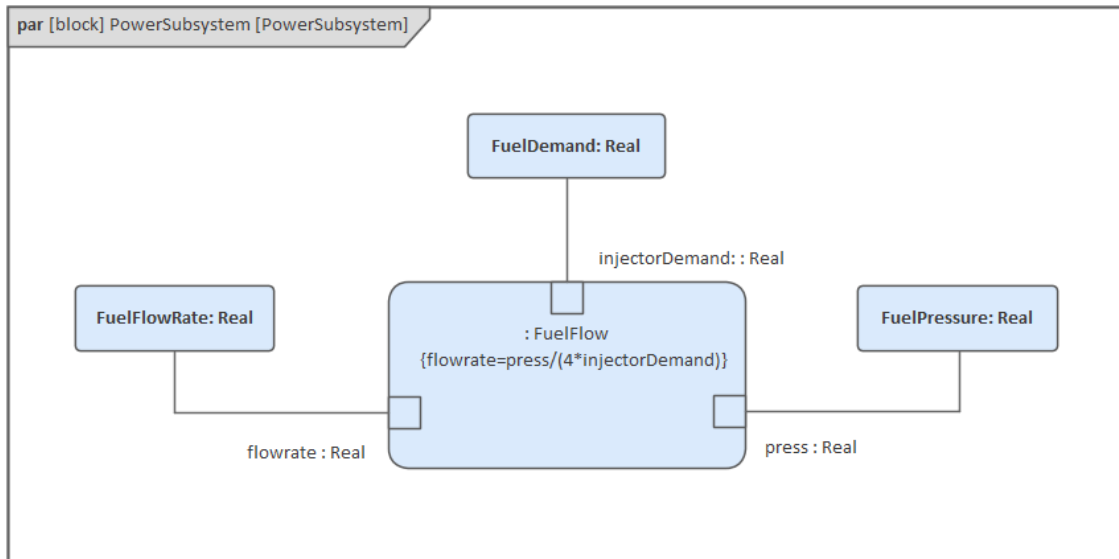 par [block] PowerSubsystem [PowerSubsystem]
FuelDemand: Real
injectorDemand: : Real
FuelFlowRate: Real
: FuelFlow
{flowrate=press/(4*injectorDemand)}
FuelPressure: Real
flowrate : Real
press : Real